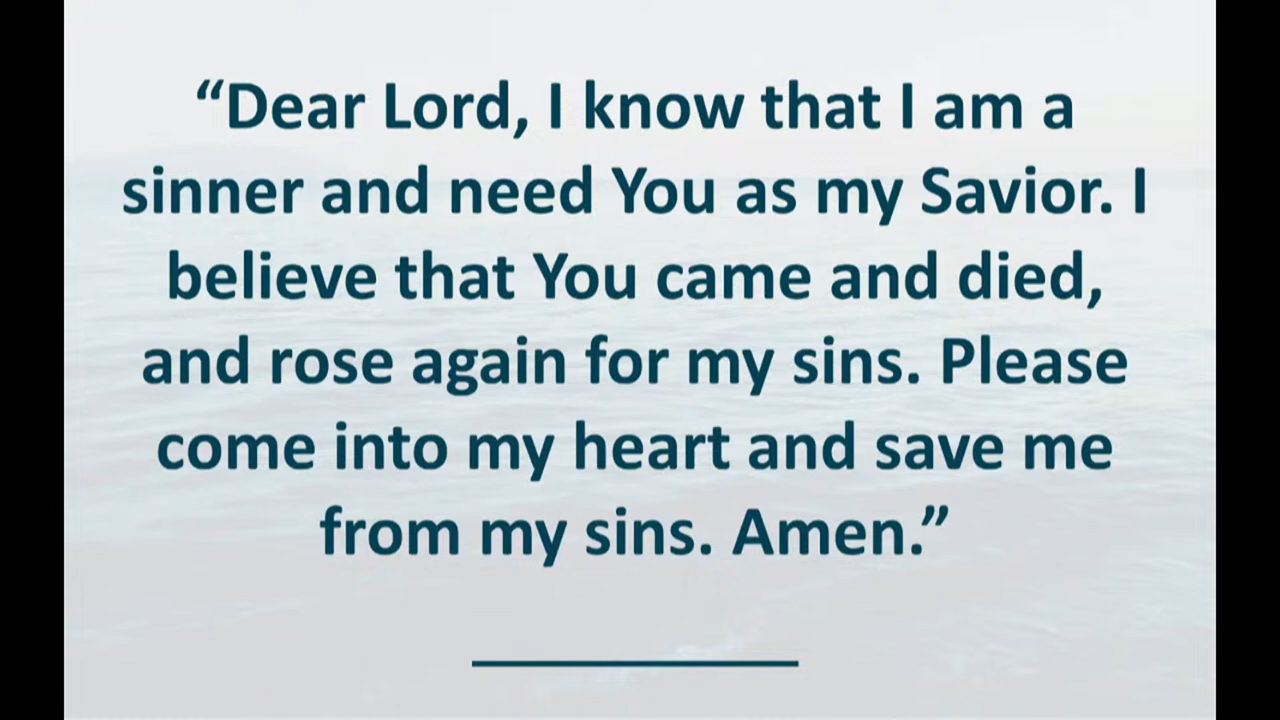 “Dear Lord, I know that I am a
sinner and need You as my Savior. I
believe that You came and died,
and rose again for my sins. Please
come into my heart and save me
from my sins. Amen.”